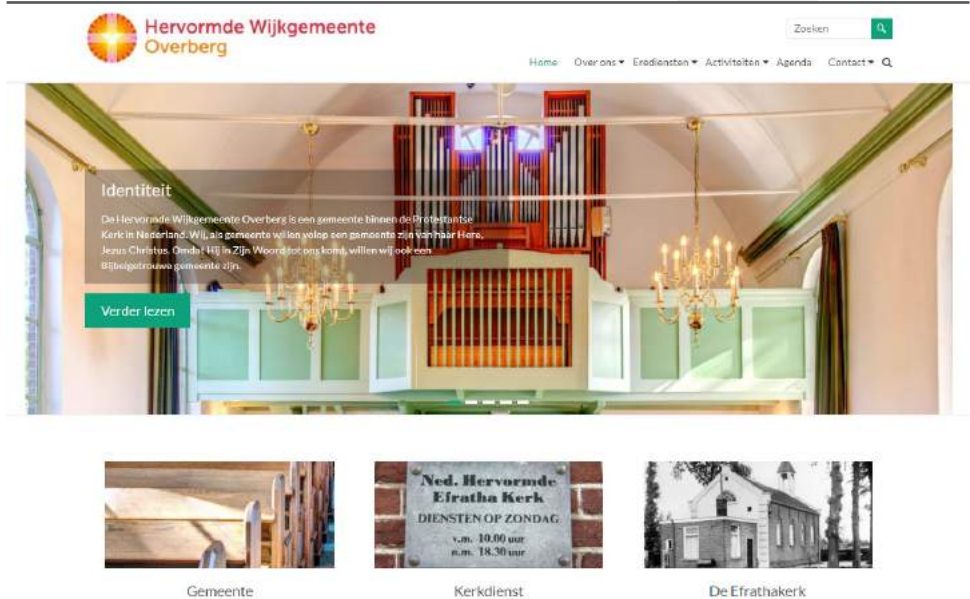 Hervormde Wijkgemeente
Overberg
Zoeken
Home Over ons Erediensten Activiteiten Agenda Contact
Identiteit
De Hervormde Wijkgemeente Overberg is een gemeente binnen de Protestantse
Kerk in Nederland. Wij, als gemeente willen volop een gemeente zijn van haar Here,
Jezus Christus. Omdat Hij in Zijn Woord tot ons komt, willen wij ook een
Bijbelgetrouwe gemeente zijn.
Verder lezen
Ned. Hervormde
Efratha Kerk
DIENSTEN OP ZONDAG
v.m. 10.00 uur
n.m. 18.30 uur
Gemeente
Kerkdienst
De Efrathakerk